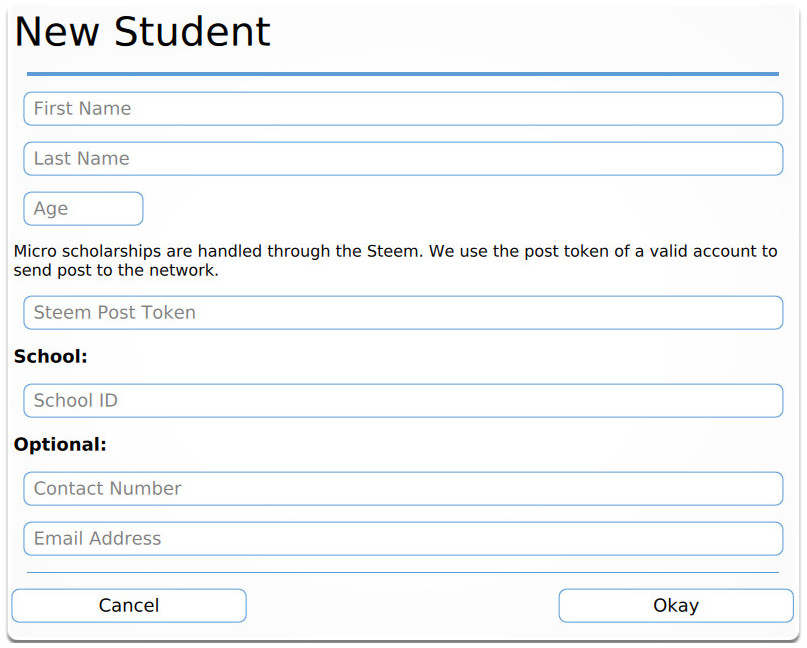 New Student
First Name
Last Name
Age
Micro scholarships are handled through the Steem. We use the post token of a valid account to
send post to the network.
Steem Post Token
School:
School ID
Optional:
Contact Number
Email Address
Cancel
Okay